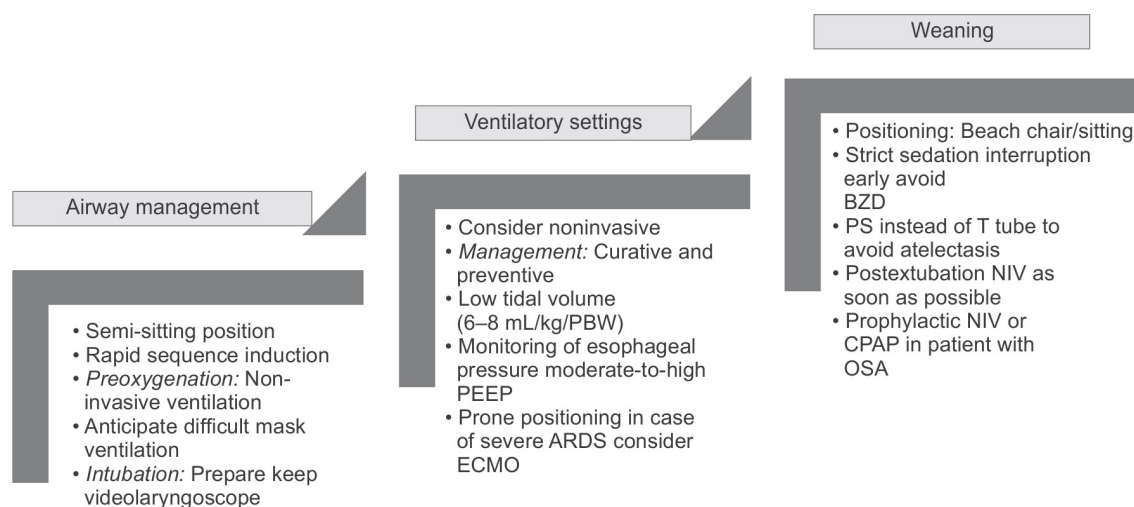 Airway management
• Semi-sitting position
• Rapid sequence induction
• Preoxygenation: Non-
invasive ventilation
• Anticipate difficult mask
ventilation
• Intubation: Prepare keep
videolaryngoscope
Ventilatory settings
• Consider noninvasive
• Management: Curative and
preventive
• Low tidal volume
(6–8 mL/kg/PBW)
• Monitoring of esophageal
pressure moderate-to-high
PEEP
• Prone positioning in case
of severe ARDS consider
ECMO
Weaning
• Positioning: Beach chair/sitting
• Strict sedation interruption
early avoid
BZD
• PS instead of T tube to
avoid atelectasis
• Postextubation NIV as
soon as possible
• Prophylactic NIV or
CPAP in patient with
OSA